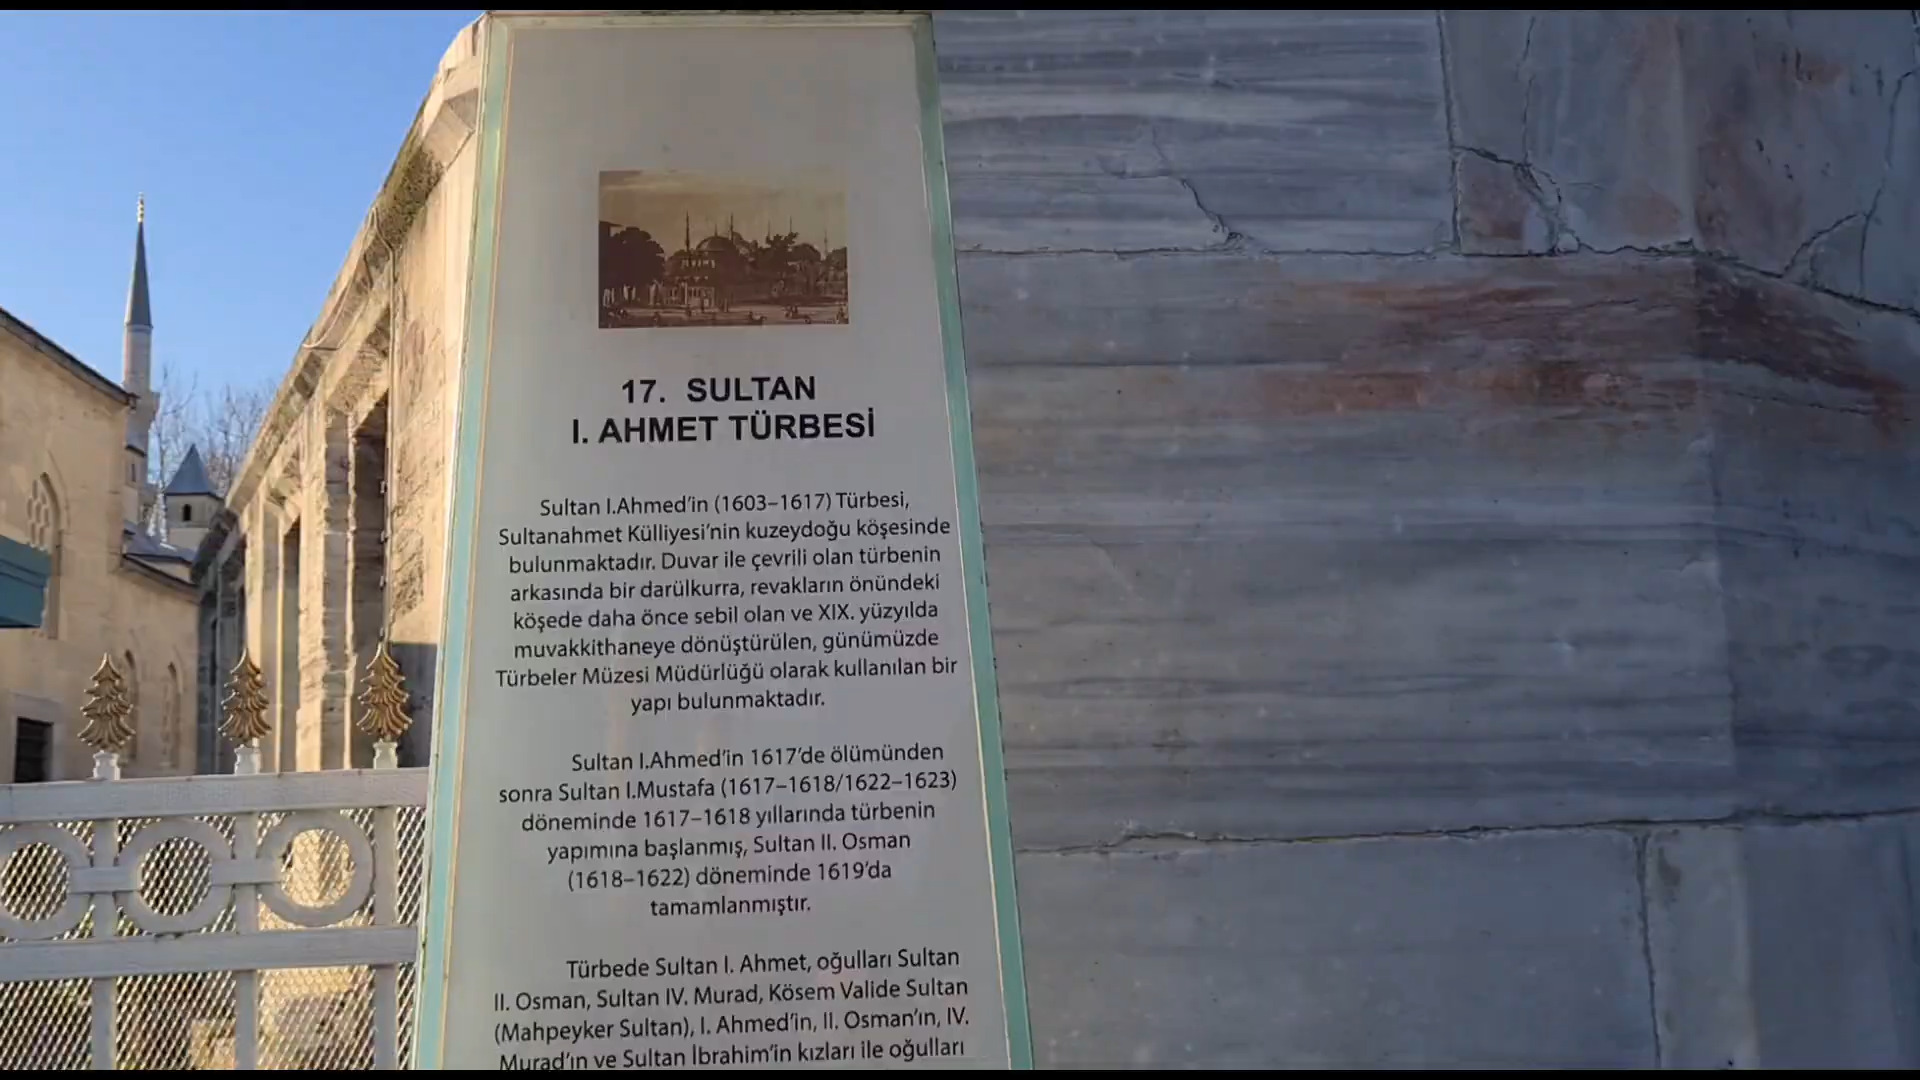 17. SULTAN
I. AHMET TÜRBESİ
Sultan I.Ahmed'in (1603–1617) Türbesi,
Sultanahmet Külliyesi'nin kuzeydoğu köşesinde
bulunmaktadır. Duvar ile çevrili olan türbenin
arkasında bir darülkurra, revakların önündeki
köşede daha önce sebil olan ve XIX. yüzyılda
muvakkithaneye dönüştürülen, günümüzde
Türbeler Müzesi Müdürlüğü olarak kullanılan bir
yapı bulunmaktadır.
Sultan I.Ahmed'in 1617'de ölümünden
sonra Sultan I.Mustafa (1617–1618/1622–1623)
döneminde 1617–1618 yıllarında türbenin
yapımına başlanmış, Sultan II. Osman
(1618–1622) döneminde 1619'da
tamamlanmıştır.
Türbede Sultan I. Ahmet, oğulları Sultan
II. Osman, Sultan IV. Murad, Kösem Valide Sultan
(Mahpeyker Sultan), I. Ahmed'in, II. Osman'ın, IV.
Murad'ın ve Sultan İbrahim'in kızları ile oğulları